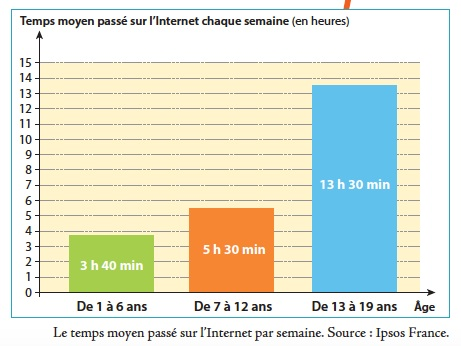 Temps moyen passé sur l'Internet chaque semaine (en heures)
15
14
13
12
11
10
9
8
7
6
5
4
3
2
1
0
3 h 40 min
5 h 30 min
13 h 30 min
De 1 à 6 ans
De 7 à 12 ans
De 13 à 19 ans
Âge
Le temps moyen passé sur l'Internet par semaine. Source : Ipsos France.